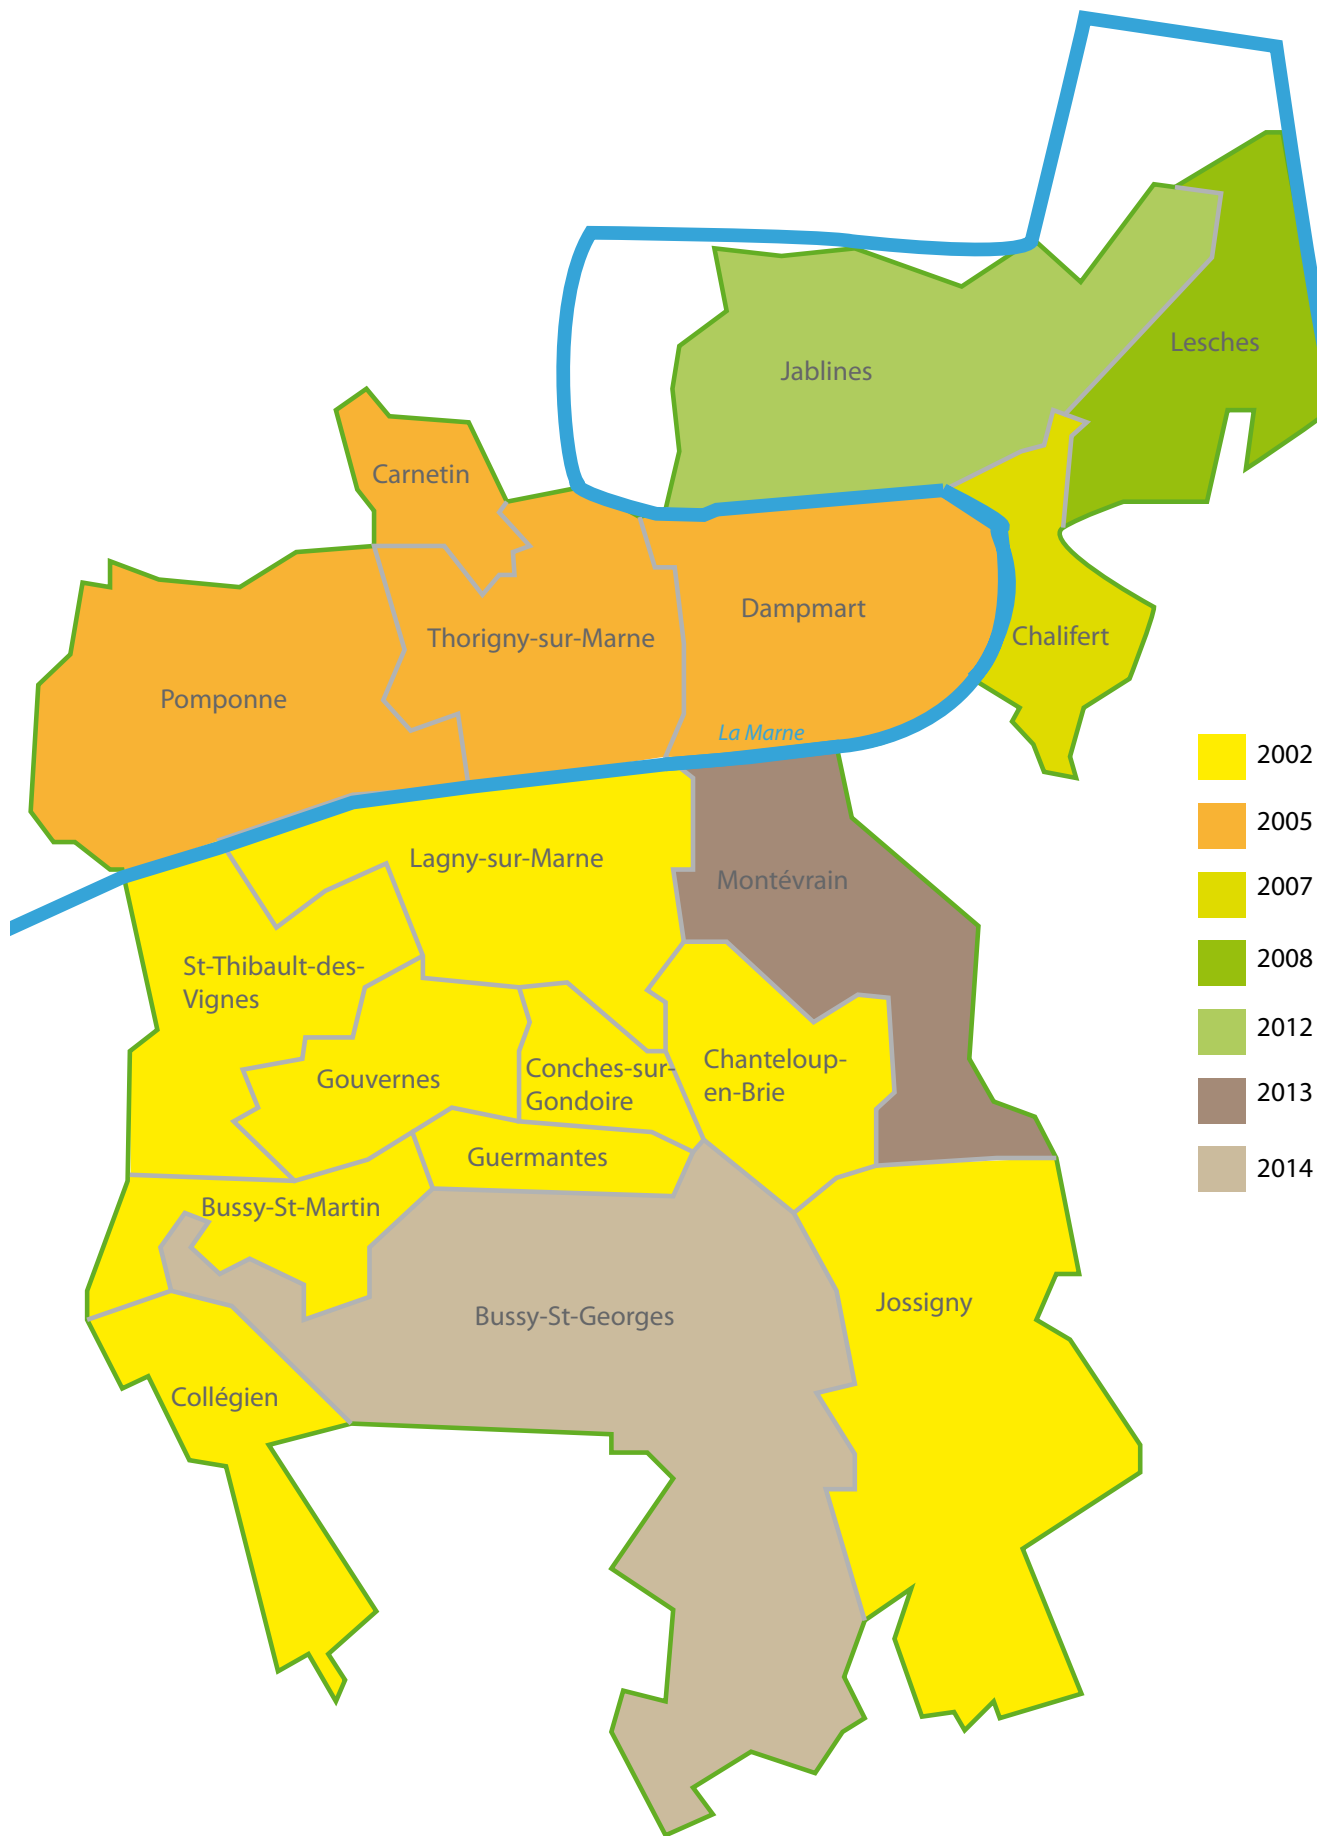 Lesches
Jablines
Carnetin
Dampmart
Thorigny-sur-Marne
Chalifert
Pomponne
La Marne
2002
2005
Lagny-sur-Marne
Montévrain
2007
2008
St-Thibault-des-
Vignes
2012
Chanteloup-
en-Brie
Conches-sur-
Gondoire
Gouvernes
2013
Guermantes
2014
Bussy-St-Martin
Jossigny
Bussy-St-Georges
Collégien